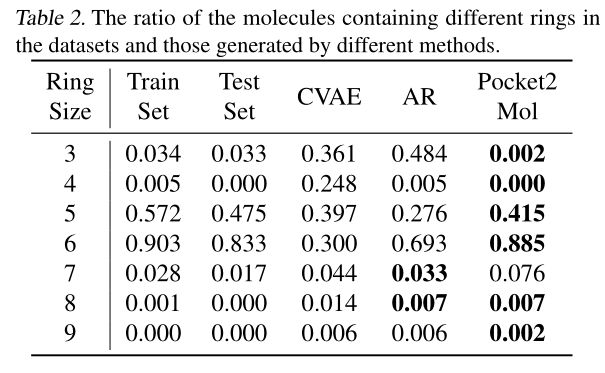 Table 2. The ratio of the molecules containing different rings in
the datasets and those generated by different methods.
Ring Size Train Set Test Set CVAE AR Pocket2 Mol
3 0.034 0.033 0.361 0.484 0.002
4 0.005 0.000 0.248 0.005 0.000
5 0.572 0.475 0.397 0.276 0.415
6 0.903 0.833 0.300 0.693 0.885
7 0.028 0.017 0.044 0.033 0.076
8 0.001 0.000 0.014 0.007 0.007
9 0.000 0.000 0.006 0.006 0.002